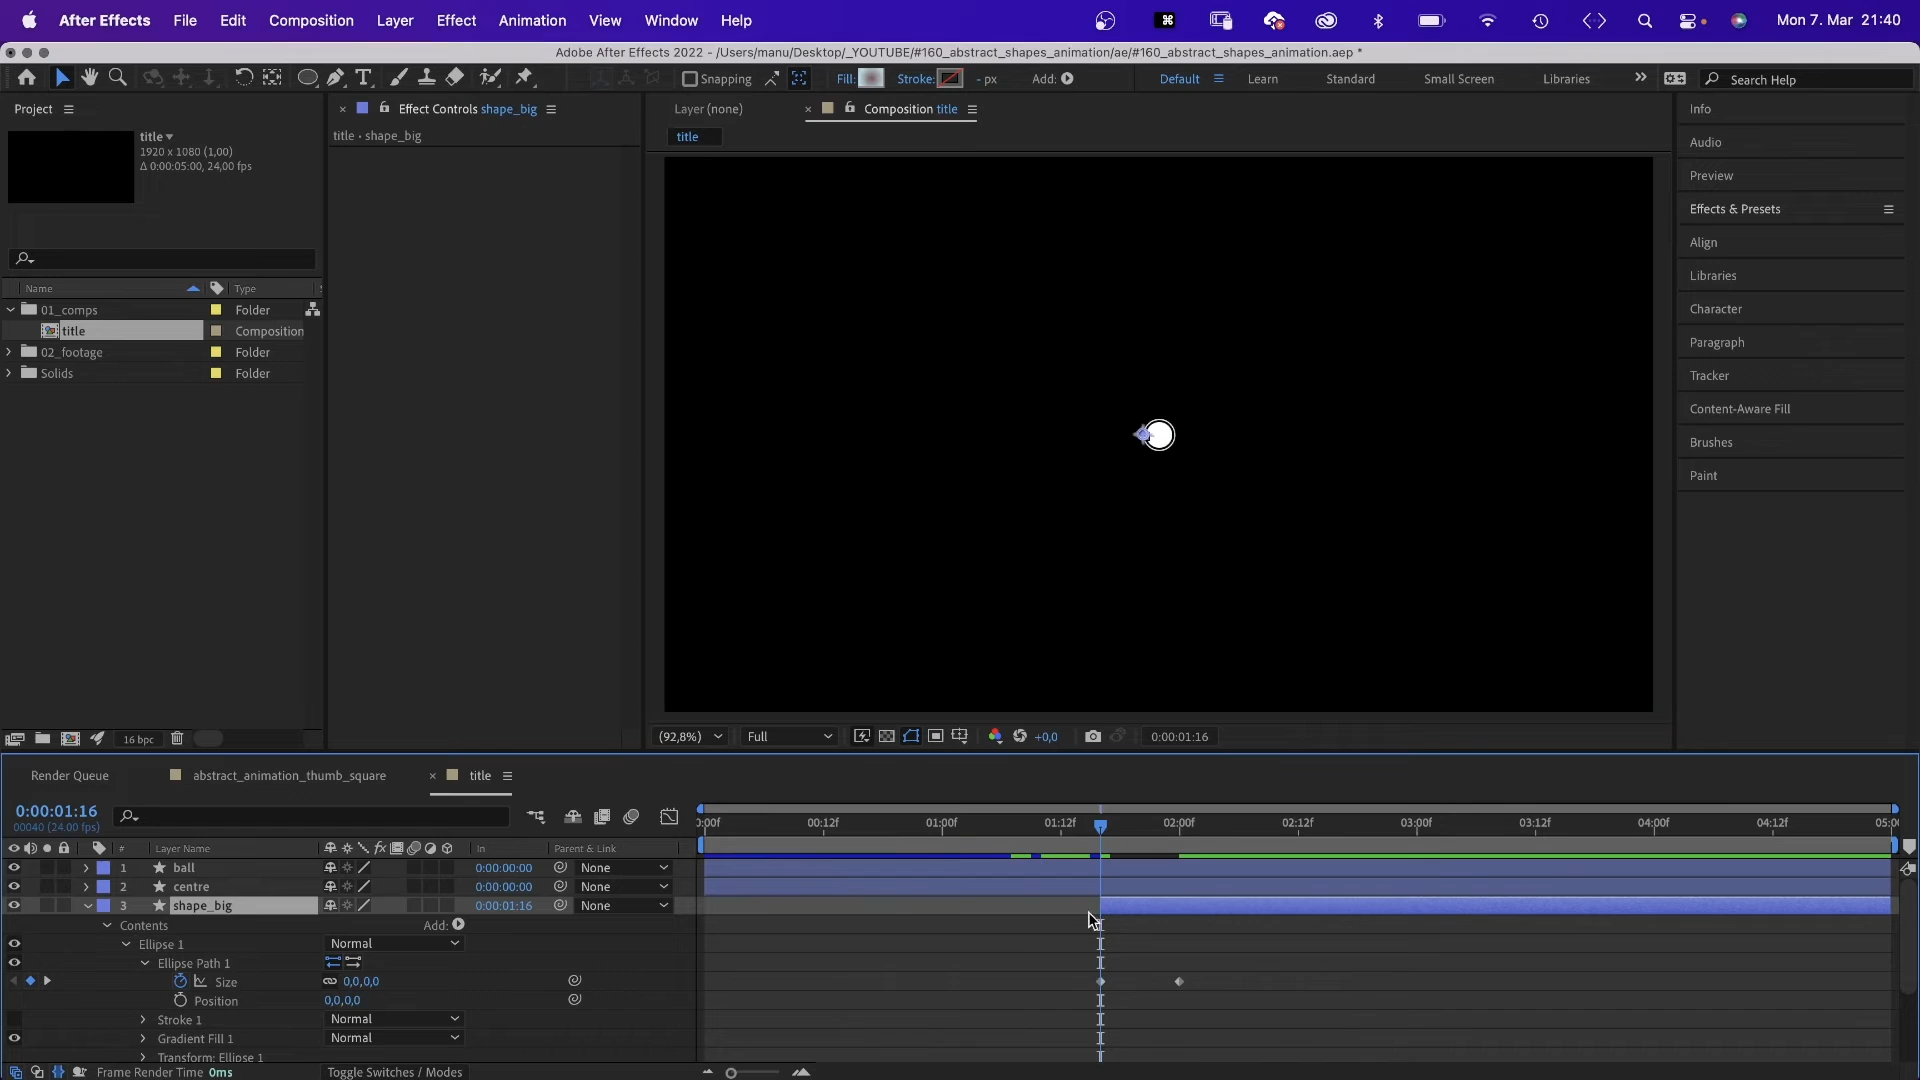 After Effects File Edit Composition Layer Effect Animation View Window Help Mon 7. Mar 21:40
Adobe After Effects 2022 - /Users/manu/Desktop/_YOUTUBE/#160_abstract_shapes_animation/ae/#160_abstract_shapes_animation.aep *
Snapping Fill: Stroke: - px Add: Default Learn Standard Small Screen Libraries Search Help
Project Effect Controls shape_big Layer (none) Composition title Info
title
1920 x 1080 (1,00)
Δ 0:00:05:00, 24,00 fps
title • shape_big
title
Audio
Preview
Effects & Presets
Align
Libraries
Character
Paragraph
Tracker
Content-Aware Fill
Brushes
Paint
Name Type
01_comps Folder
title Composition
02_footage Folder
Solids Folder
16 bpc (92,8%) Full +0,0 0:00:01:16
Render Queue abstract_animation_thumb_square title
0:00:01:16
00040 (24.00 fps)
0:00f 00:12f 01:00f 01:12f 02:00f 02:12f 03:00f 03:12f 04:00f 04:12f 05:00
# Layer Name In Parent & Link
1 ball 0:00:00:00 None
2 centre 0:00:00:00 None
3 shape_big 0:00:01:16 None
Contents Add:
Ellipse 1 Normal
Ellipse Path 1
Size 0,0,0,0
Position 0,0,0,0
Stroke 1 Normal
Gradient Fill 1 Normal
Transform: Ellipse 1
Frame Render Time 0ms Toggle Switches / Modes